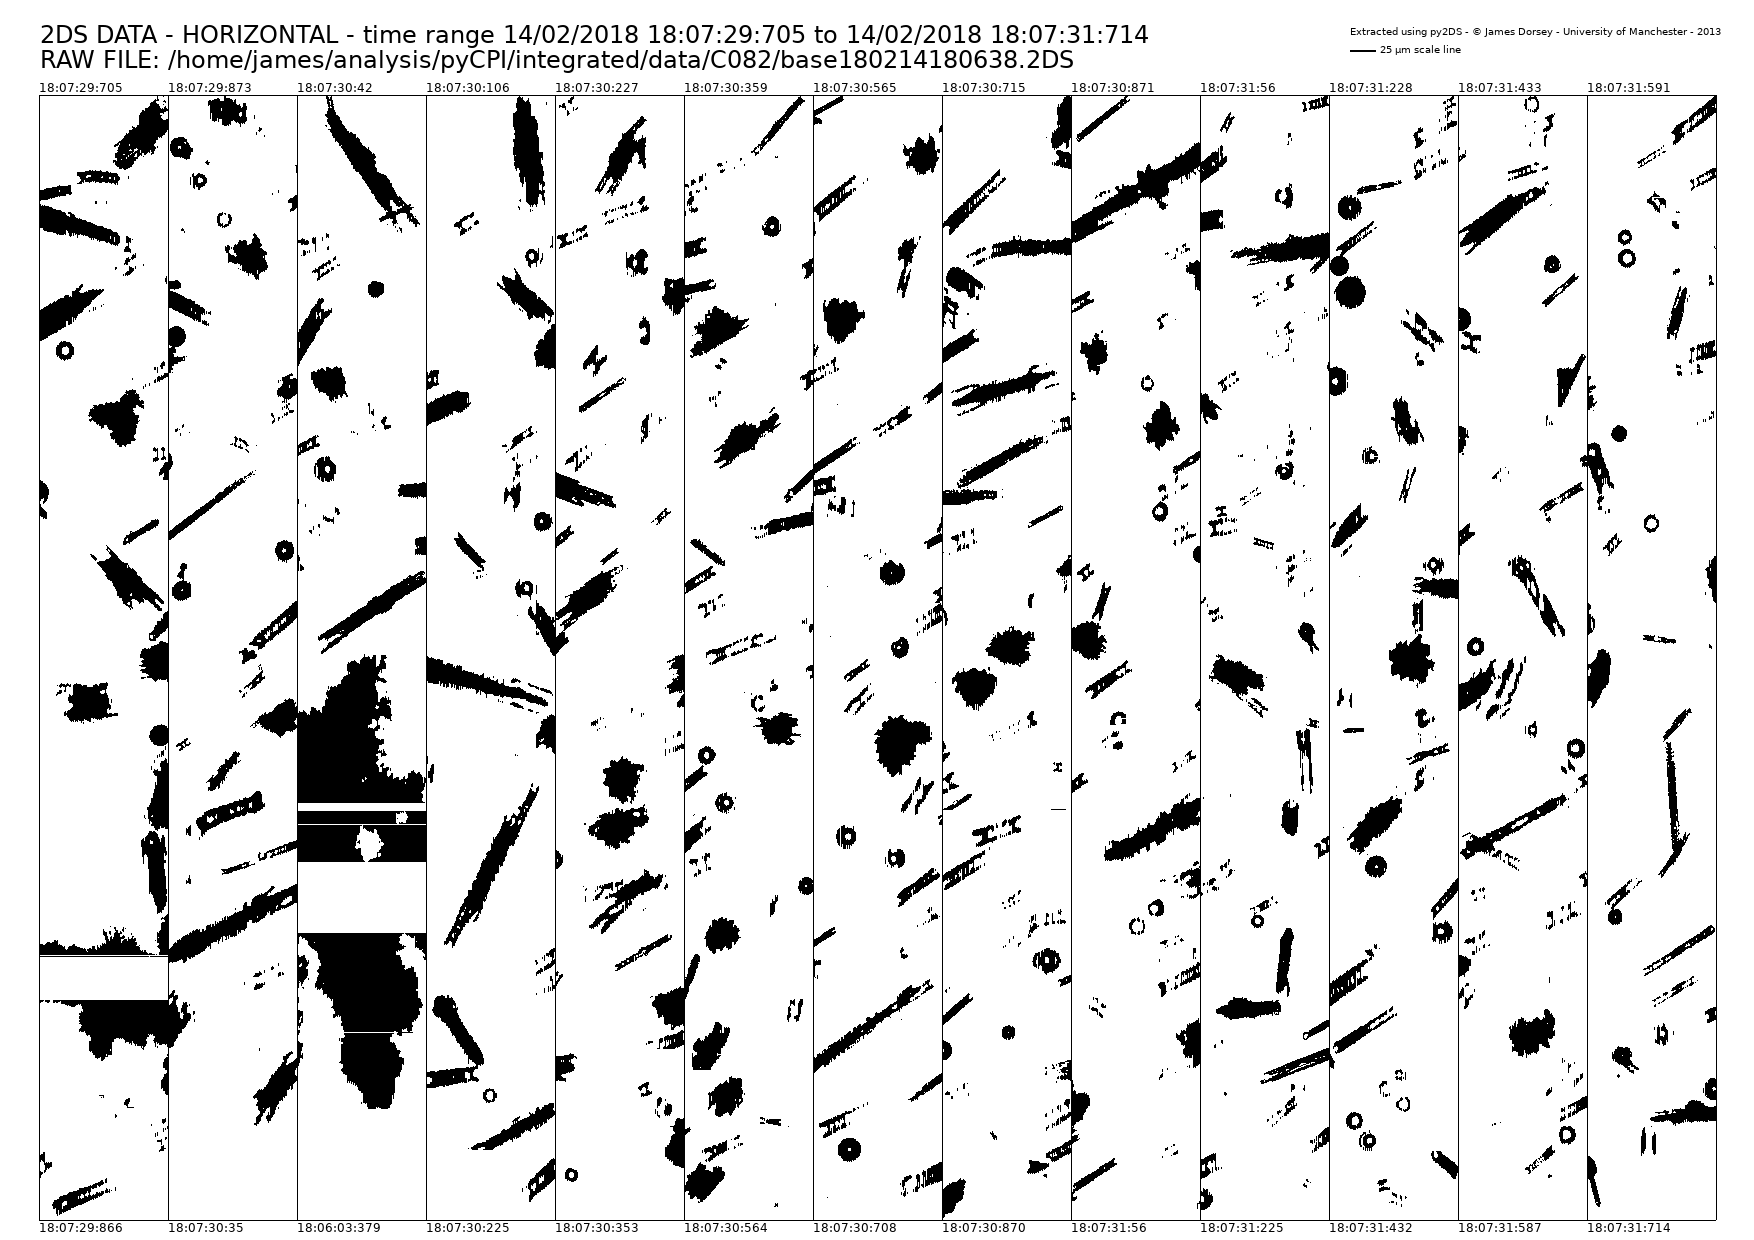 2DS DATA - HORIZONTAL - time range 14/02/2018 18:07:29:705 to 14/02/2018 18:07:31:714
RAW FILE: /home/james/analysis/pyCPI/integrated/data/C082/base180214180638.2DS
Extracted using py2DS - © James Dorsey - University of Manchester - 2013
25 µm scale line
18:07:29:705 18:07:29:873 18:07:30:42 18:07:30:106 18:07:30:227 18:07:30:359 18:07:30:565 18:07:30:715 18:07:30:871 18:07:31:56 18:07:31:228 18:07:31:433 18:07:31:591
18:07:29:866 18:07:30:35 18:06:03:379 18:07:30:225 18:07:30:353 18:07:30:564 18:07:30:708 18:07:30:870 18:07:31:56 18:07:31:225 18:07:31:432 18:07:31:587 18:07:31:714